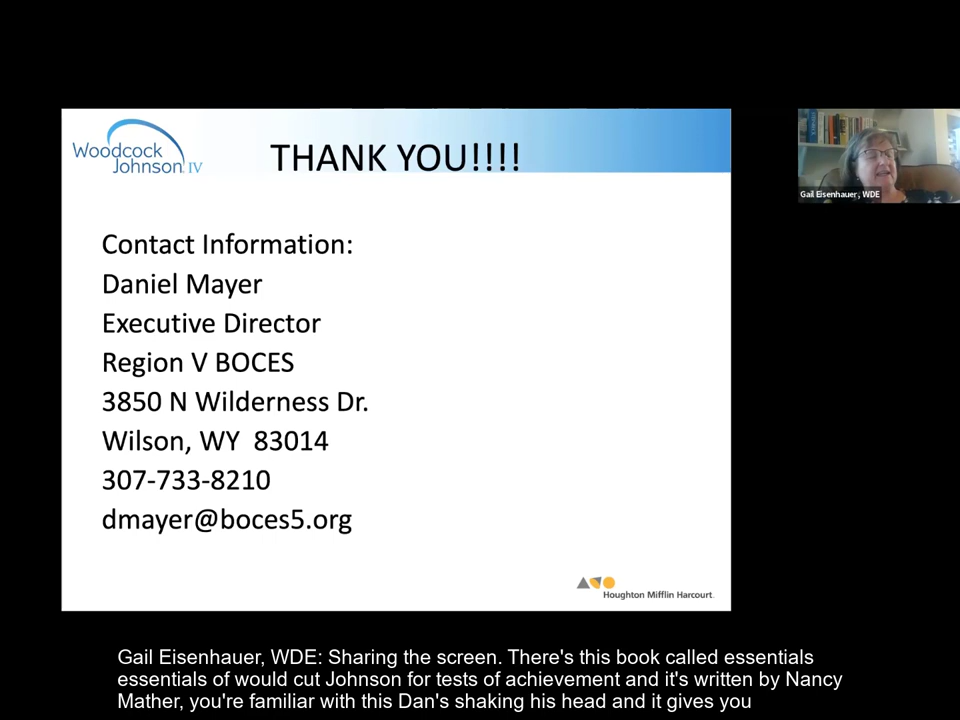 Woodcock
Johnson IV
THANK YOU!!!!
Contact Information:
Daniel Mayer
Executive Director
Region V BOCES
3850 N Wilderness Dr.
Wilson, WY  83014
307-733-8210
dmayer@boces5.org
Houghton Mifflin Harcourt
Gail Eisenhauer, WDE
Gail Eisenhauer, WDE: Sharing the screen. There's this book called essentials
essentials of would cut Johnson for tests of achievement and it's written by Nancy
Mather, you're familiar with this Dan's shaking his head and it gives you